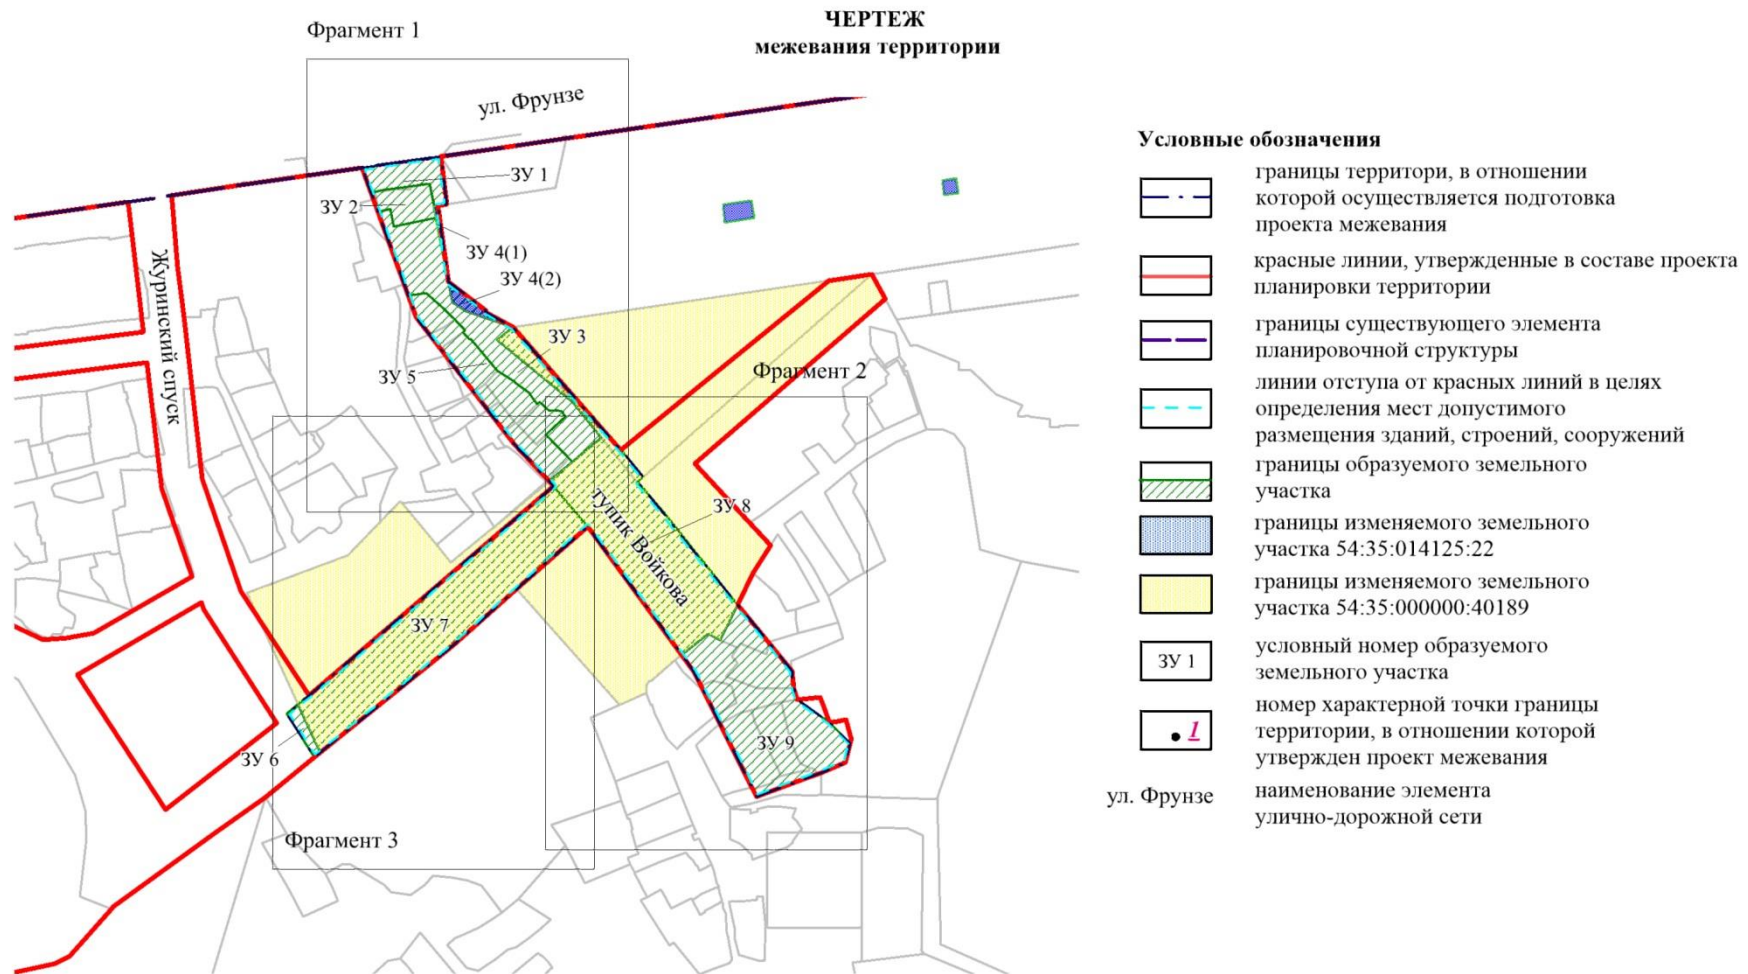 ЧЕРТЕЖ
межевания территории
Фрагмент 1
ул. Фрунзе
ЗУ 1
ЗУ 2
ЗУ 4(1)
ЗУ 4(2)
ЗУ 3
ЗУ 5
Журинский спуск
Фрагмент 2
ЗУ 8
тупик Войкова
ЗУ 7
ЗУ 6
ЗУ 9
Фрагмент 3
Условные обозначения
границы территори, в отношении
которой осуществляется подготовка
проекта межевания
красные линии, утвержденные в составе проекта
планировки территории
границы существующего элемента
планировочной структуры
линии отступа от красных линий в целях
определения мест допустимого
размещения зданий, строений, сооружений
границы образуемого земельного
участка
границы изменяемого земельного
участка 54:35:014125:22
границы изменяемого земельного
участка 54:35:000000:40189
ЗУ 1
условный номер образуемого
земельного участка
1
номер характерной точки границы
территории, в отношении которой
утвержден проект межевания
ул. Фрунзе
наименование элемента
улично-дорожной сети